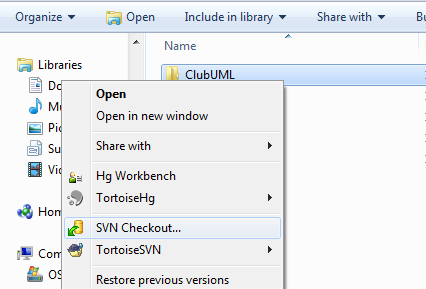 Organize Open Include in library Share with Bu
Name
Libraries
ClubUML
Do
Mu
Pic
Su
Vid
Hom
Com
OS
Open
Open in new window
Share with
Hg Workbench
TortoiseHg
SVN Checkout...
TortoiseSVN
Restore previous versions